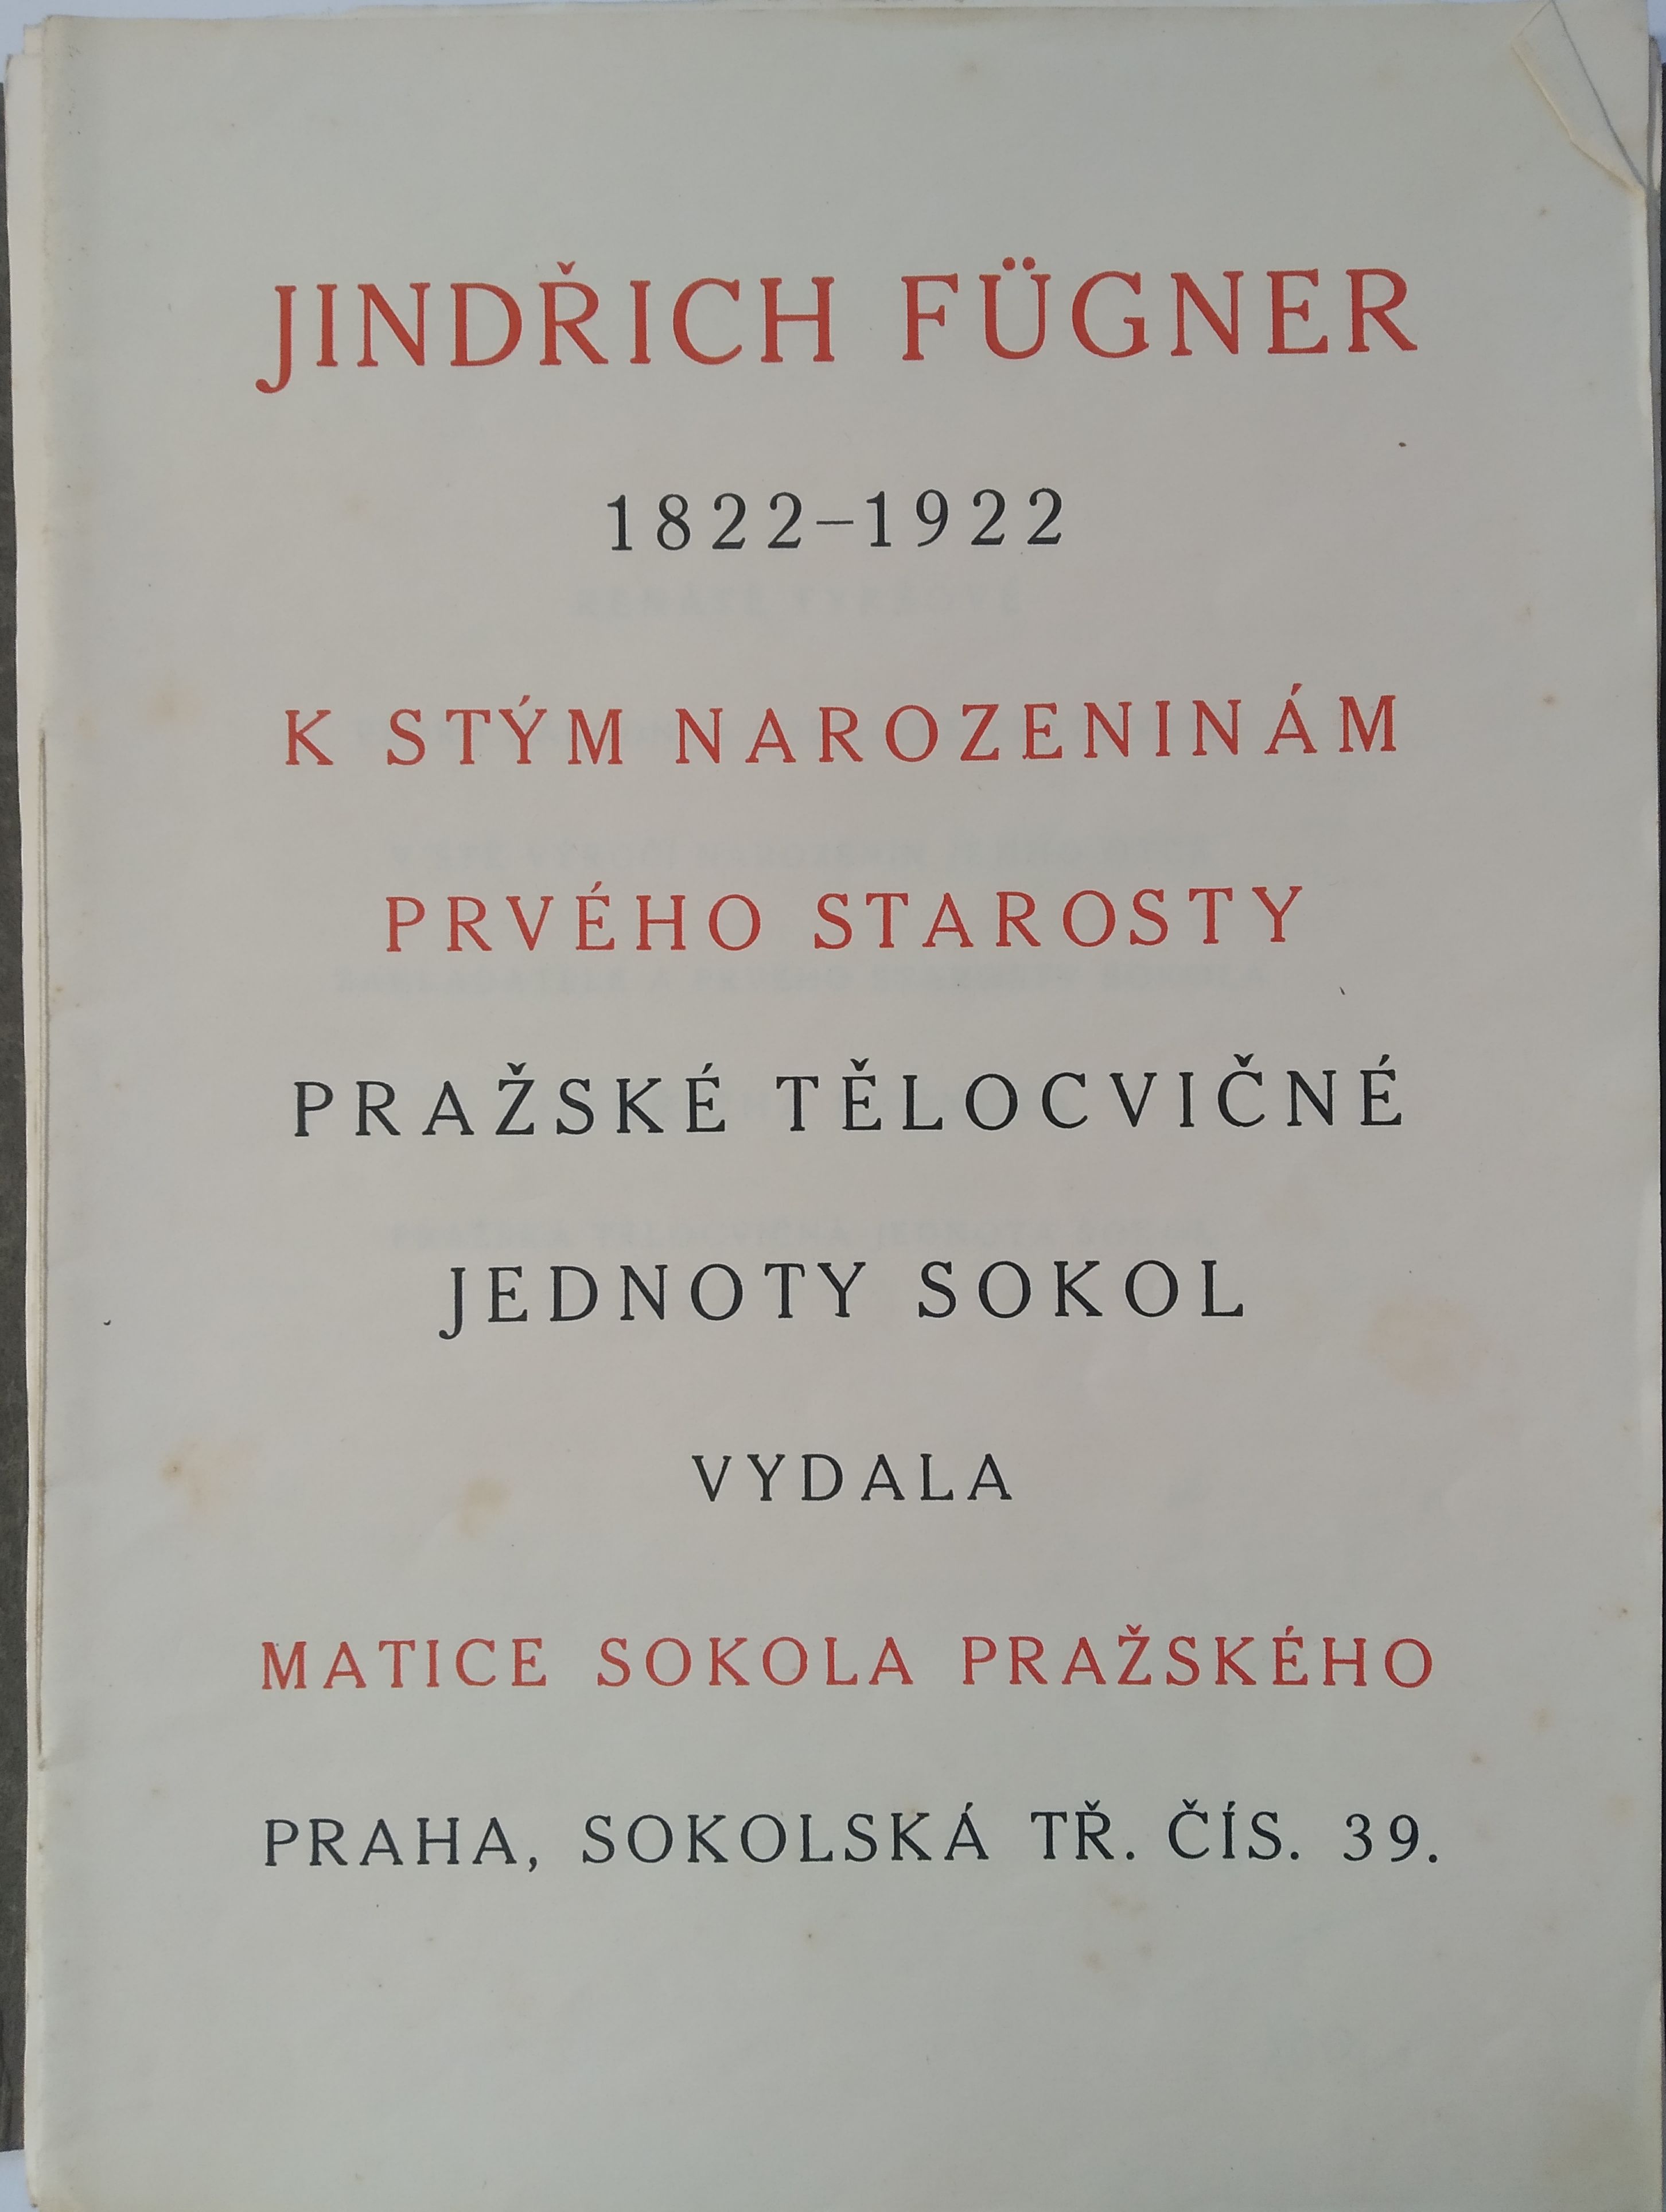 JINDŘICH FÜGNER
1822–1922
K STÝM NAROZENINÁM
PRVÉHO STAROSTY
PRAŽSKÉ TĚLOCVIČNÉ
JEDNOTY SOKOL
VYDALA
MATICE SOKOLA PRAŽSKÉHO
PRAHA, SOKOLSKÁ TŘ. ČÍS. 39.